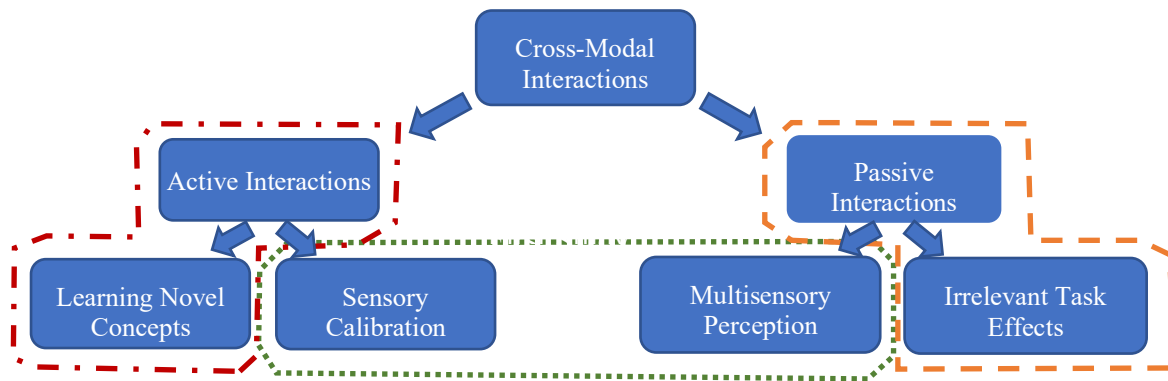 Cross-Modal
Interactions
Active Interactions
Passive
Interactions
Learning Novel
Concepts
Sensory
Calibration
Multisensory
Perception
Irrelevant Task
Effects